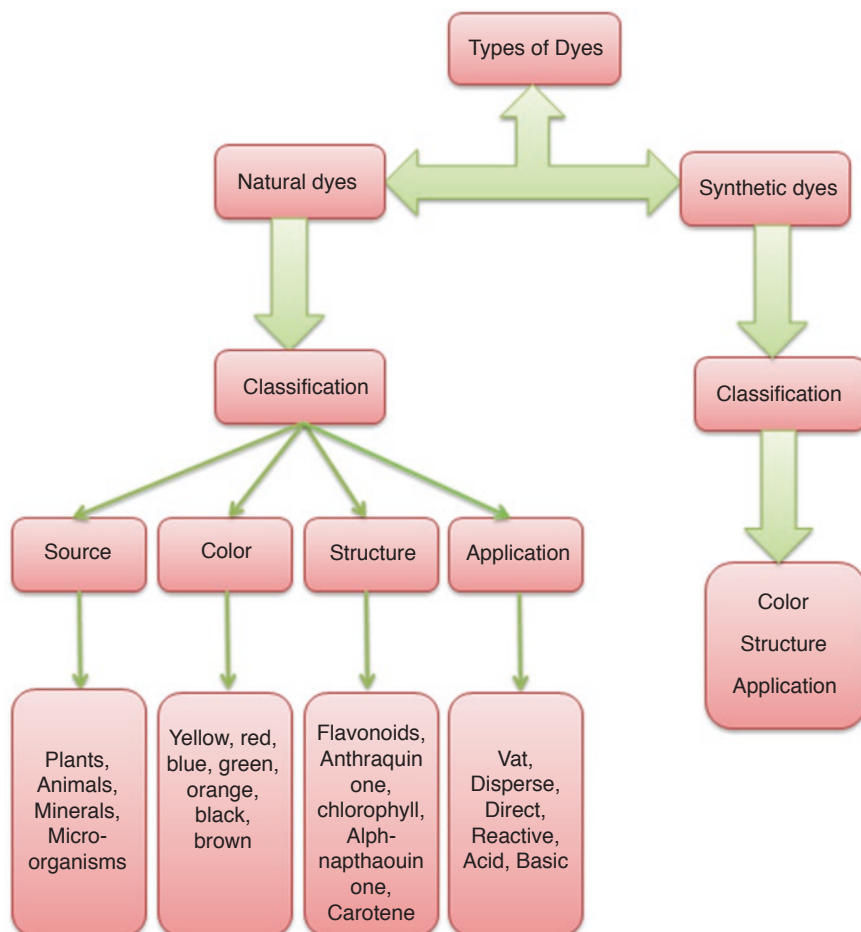 Types of Dyes
Natural dyes
Synthetic dyes
Classification
Classification
Source
Color
Structure
Application
Color
Structure
Application
Plants,
Animals,
Minerals,
Micro-
organisms
Yellow, red,
blue, green,
orange,
black,
brown
Flavonoids,
Anthraquin
one,
chlorophyll,
Alph-
napthaouin
one,
Carotene
Vat,
Disperse,
Direct,
Reactive,
Acid, Basic